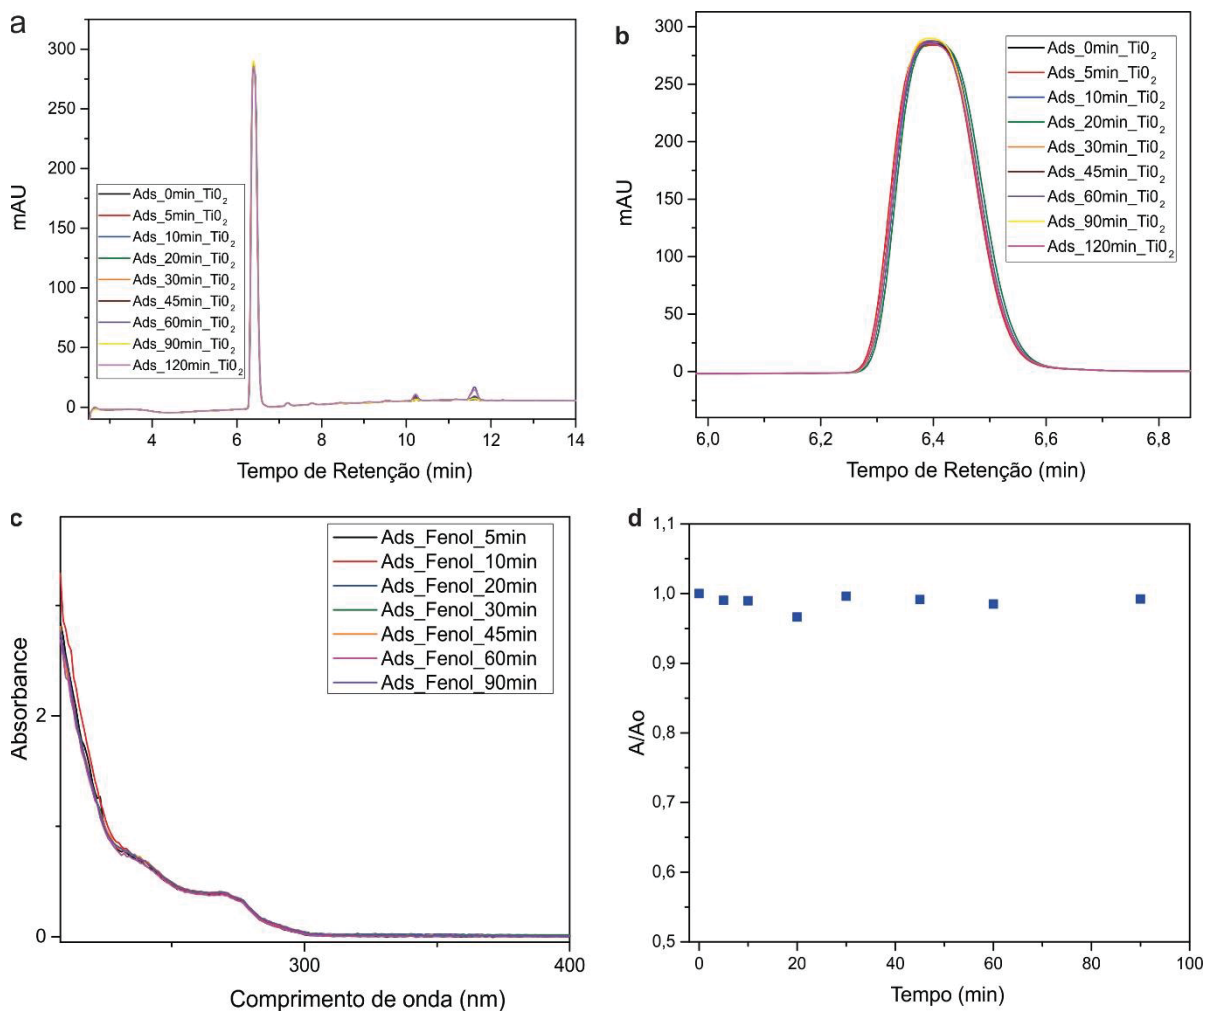 a
300
250
200
150
100
50
0
mAU
Ads_0min_Ti0₂
Ads_5min_Ti0₂
Ads_10min_Ti0₂
Ads_20min_Ti0₂
Ads_30min_Ti0₂
Ads_45min_Ti0₂
Ads_60min_Ti0₂
Ads_90min_Ti0₂
Ads_120min_Ti0₂
4 6 8 10 12 14
Tempo de Retenção (min)
b
300
250
200
150
100
50
0
mAU
Ads_0min_Ti0₂
Ads_5min_Ti0₂
Ads_10min_Ti0₂
Ads_20min_Ti0₂
Ads_30min_Ti0₂
Ads_45min_Ti0₂
Ads_60min_Ti0₂
Ads_90min_Ti0₂
Ads_120min_Ti0₂
6,0 6,2 6,4 6,6 6,8
Tempo de Retenção (min)
c
2
0
Absorbance
Ads_Fenol_5min
Ads_Fenol_10min
Ads_Fenol_20min
Ads_Fenol_30min
Ads_Fenol_45min
Ads_Fenol_60min
Ads_Fenol_90min
300 400
Comprimento de onda (nm)
d
1,1
1,0
0,9
0,8
0,7
0,6
0,5
A/Ao
0 20 40 60 80 100
Tempo (min)